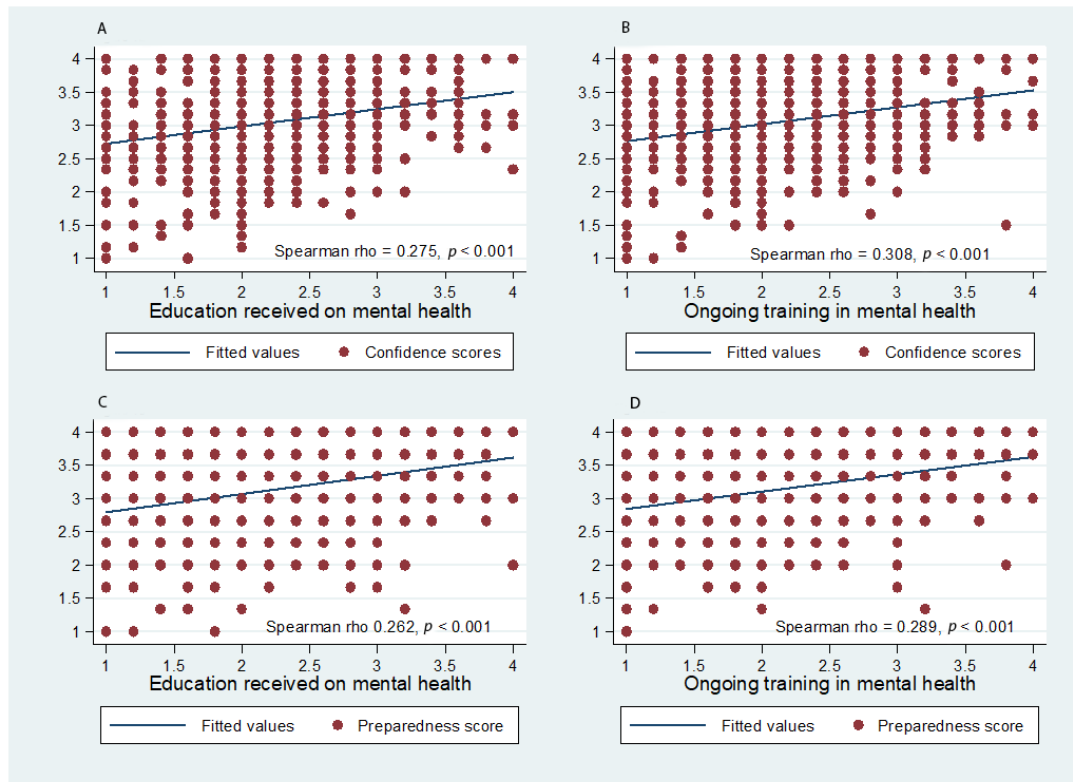 A
4
3.5
3
2.5
2
1.5
1
Spearman rho = 0.275, p < 0.001
1 1.5 2 2.5 3 3.5 4
Education received on mental health
Fitted values Confidence scores
B
4
3.5
3
2.5
2
1.5
1
Spearman rho = 0.308, p < 0.001
1 1.5 2 2.5 3 3.5 4
Ongoing training in mental health
Fitted values Confidence scores
C
4
3.5
3
2.5
2
1.5
1
Spearman rho 0.262, p < 0.001
1 1.5 2 2.5 3 3.5 4
Education received on mental health
Fitted values Preparedness score
D
4
3.5
3
2.5
2
1.5
1
Spearman rho = 0.289, p < 0.001
1 1.5 2 2.5 3 3.5 4
Ongoing training in mental health
Fitted values Preparedness score